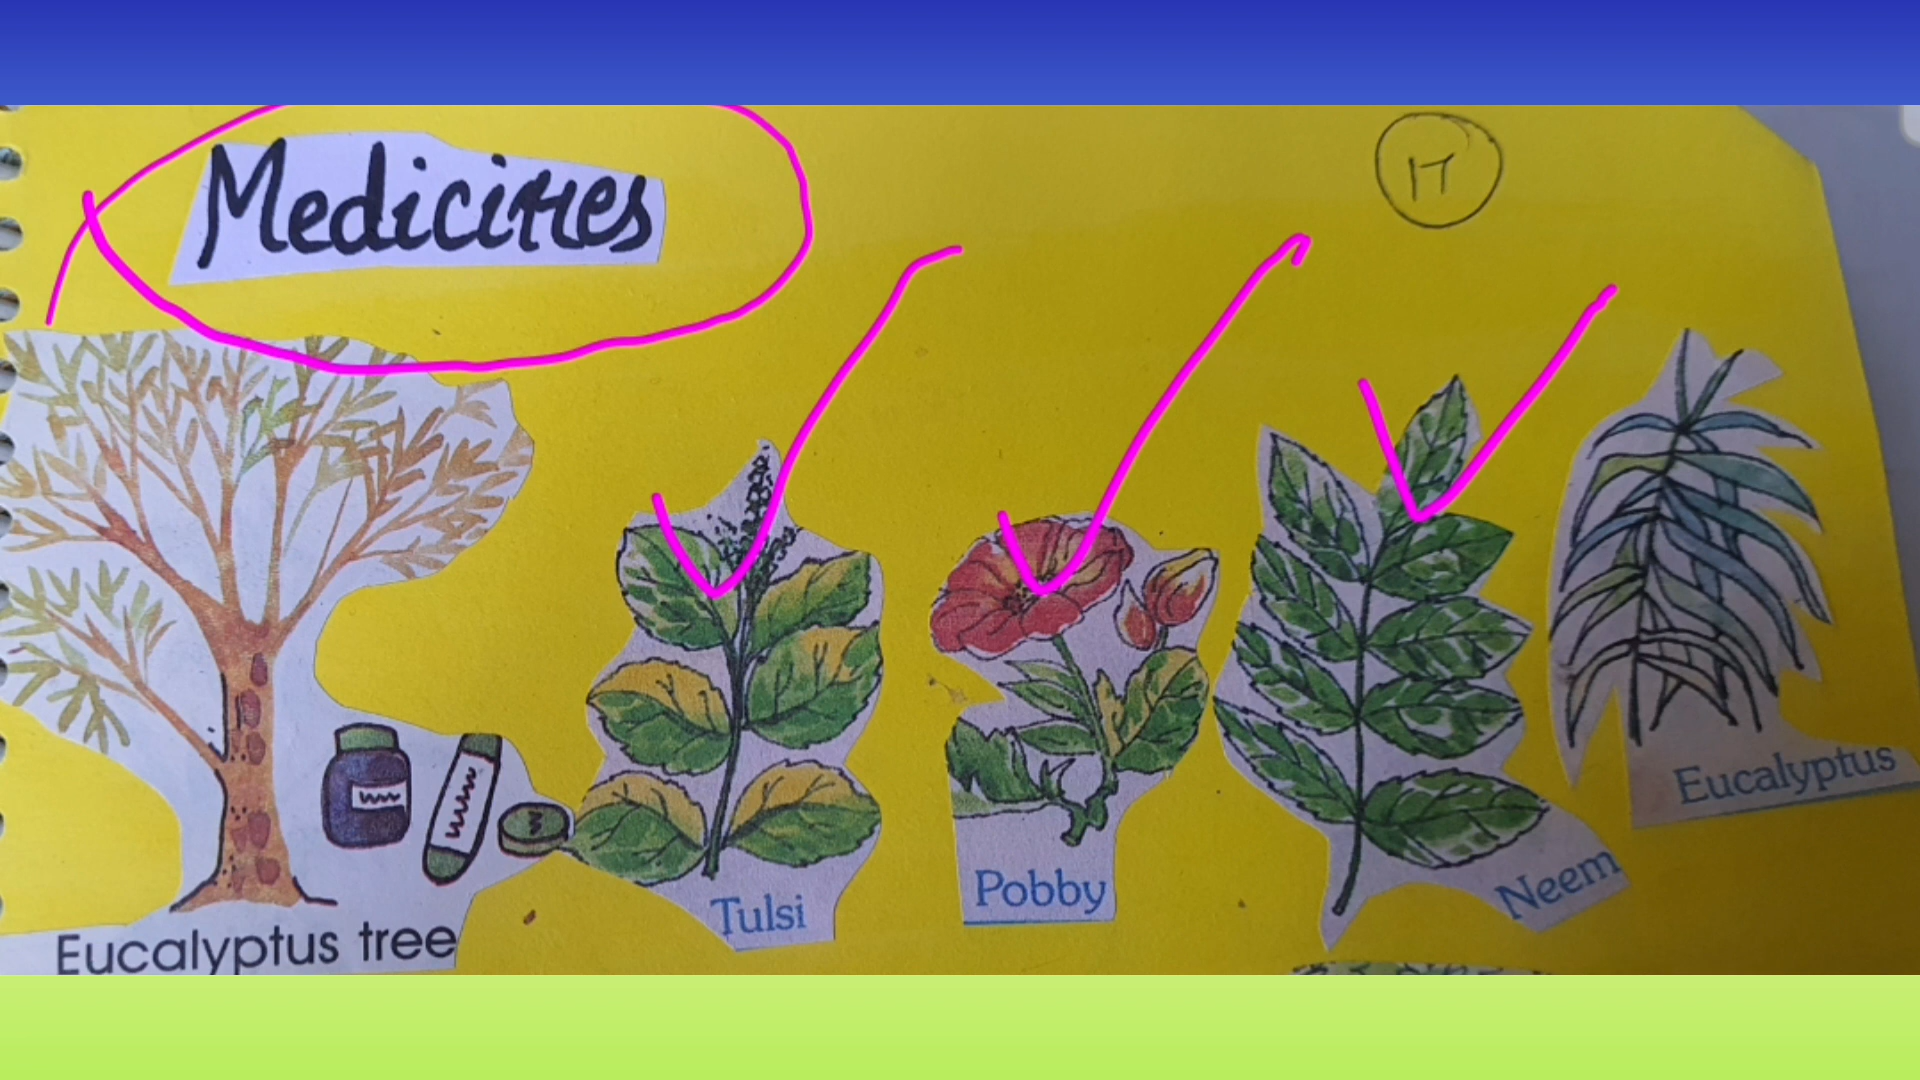 Medicines
17
Eucalyptus tree
Tulsi
Pobby
Neem
Eucalyptus